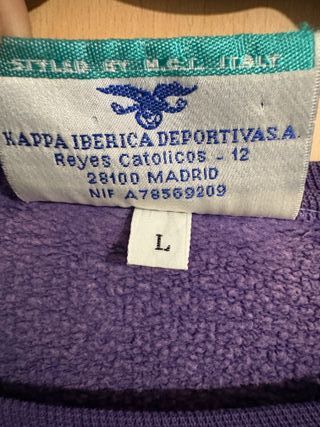 STYLED BY M.C.L. ITALY
KAPPA IBERICA DEPORTIVA S.A.
Reyes Catolicos - 12
28100 MADRID
NIF A78569209
L